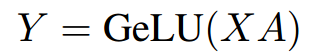 Y = GeLU(XA)